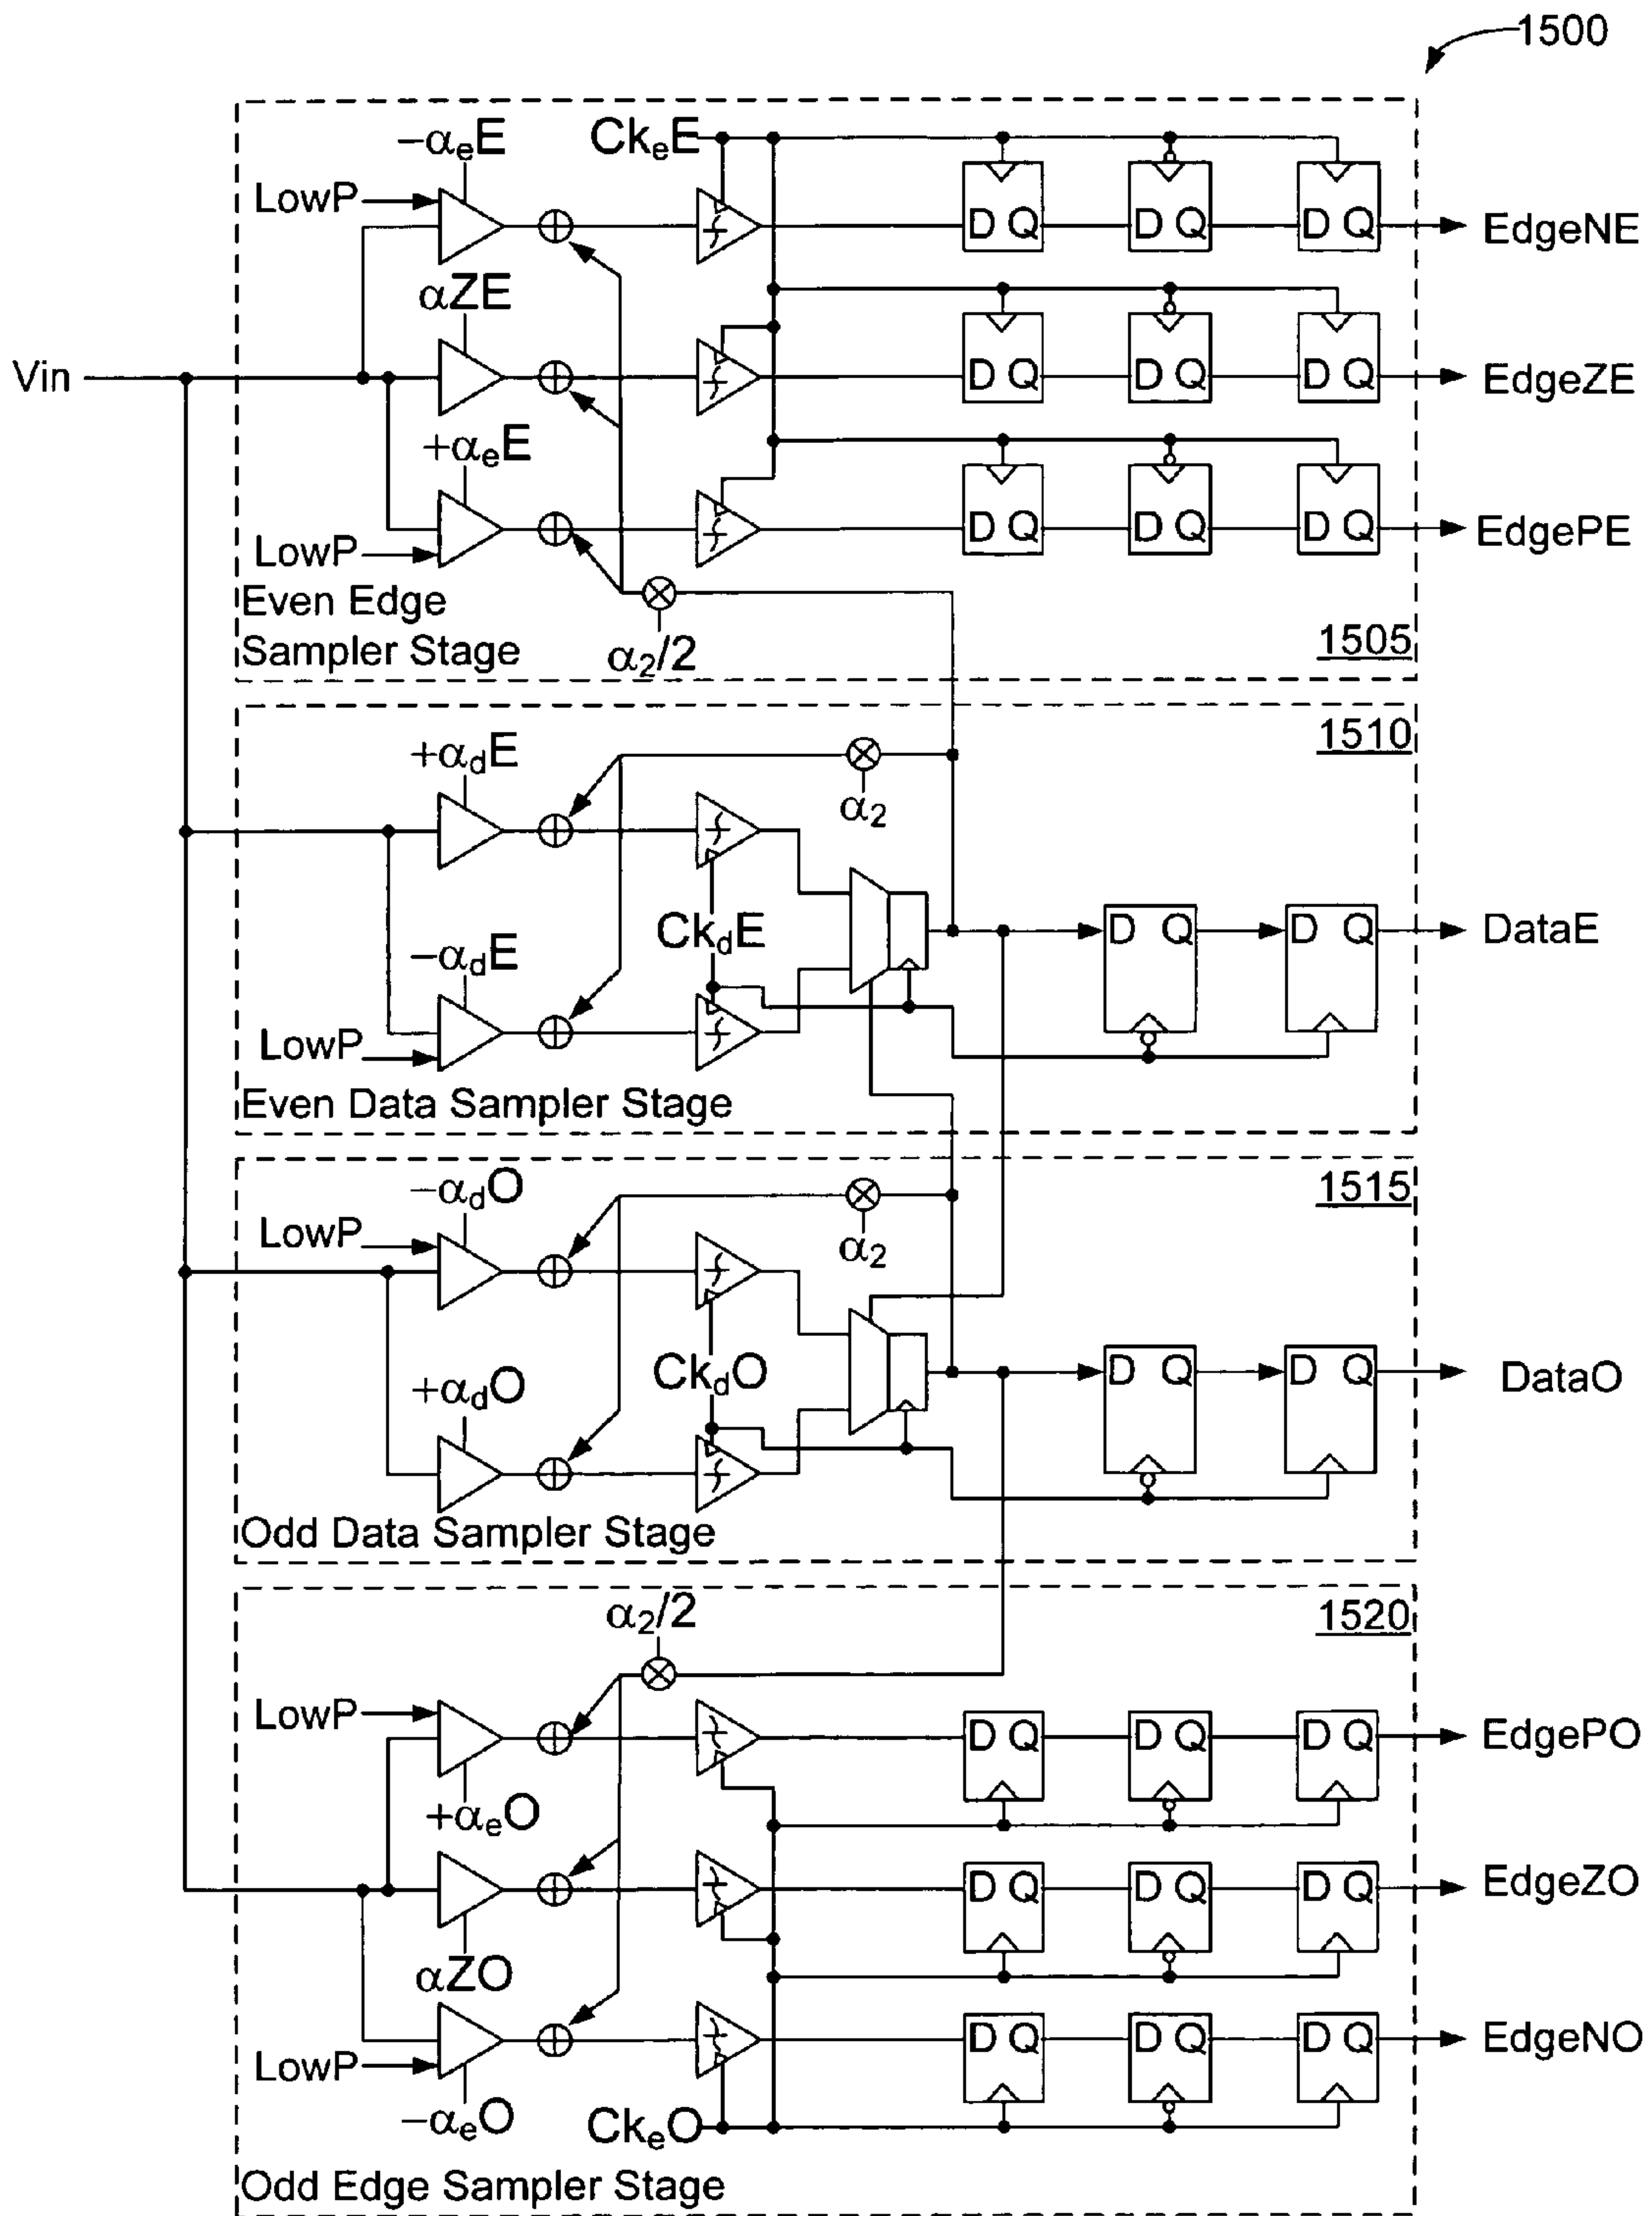 1500
−αeE
CkeE
LowP
D Q D Q D Q
EdgeNE
αZE
Vin
D Q D Q D Q
EdgeZE
+αeE
D Q D Q D Q
EdgePE
LowP
Even Edge
Sampler Stage
α2/2
1505
1510
+αdE
α2
CkdE
D Q D Q
DataE
−αdE
LowP
Even Data Sampler Stage
1515
−αdO
LowP
α2
CkdO
D Q D Q
DataO
+αdO
Odd Data Sampler Stage
α2/2
1520
LowP
D Q D Q D Q
EdgePO
+αeO
D Q D Q D Q
EdgeZO
αZO
D Q D Q D Q
EdgeNO
LowP
−αeO
CkeO
Odd Edge Sampler Stage